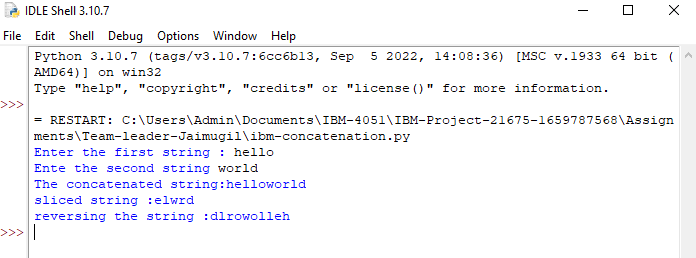 IDLE Shell 3.10.7
File Edit Shell Debug Options Window Help
Python 3.10.7 (tags/v3.10.7:6cc6b13, Sep  5 2022, 14:08:36) [MSC v.1933 64 bit (
AMD64)] on win32
Type "help", "copyright", "credits" or "license()" for more information.
>>>
= RESTART: C:\Users\Admin\Documents\IBM-4051\IBM-Project-21675-1659787568\Assign
ments\Team-leader-Jaimugil\ibm-concatenation.py
Enter the first string : hello
Ente the second string world
The concatenated string:helloworld
sliced string :elwrd
reversing the string :dlrowolleh
>>>